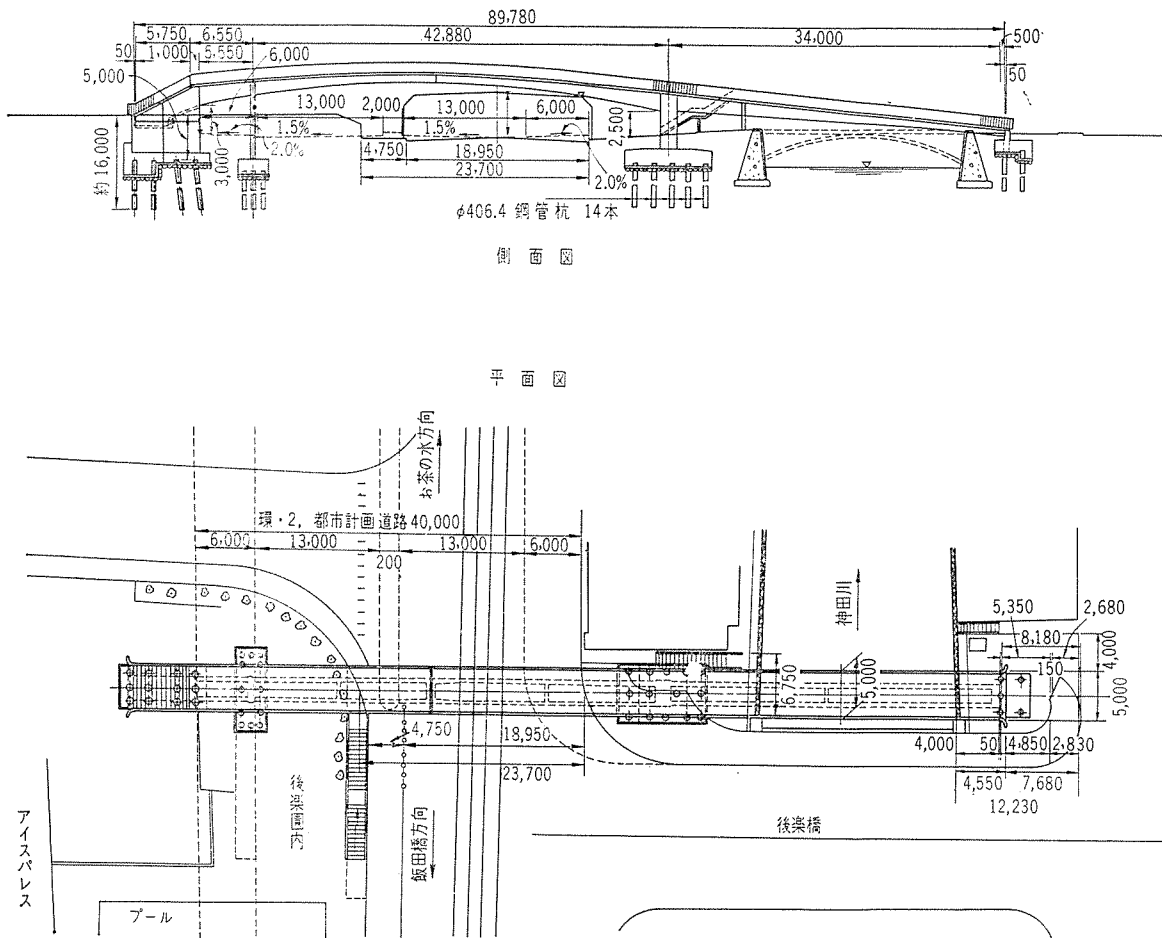 89,780
5,750 6,550 42,880 34,000 500
50 1,000 5,550 6,000 50
5,000
13,000 2,000 13,000 6,000
1.5% 1.5% 2,500
2.0%
3,000 4,750 18,950
23,700 2.0%
約16,000
φ406.4 鋼管杭 14本
側面図
平面図
お茶の水方向
環・2，都市計画道路40,000
6,000 13,000 13,000 6,000
200
神田川
5,350 2,680
8,180
150
4,000
6,750 5,000
5,000
4,750 18,950
23,700
4,000 50 4,850 2,830
4,550 7,680
12,230
後楽園内
飯田橋方向
後楽橋
アイスパレス
プール